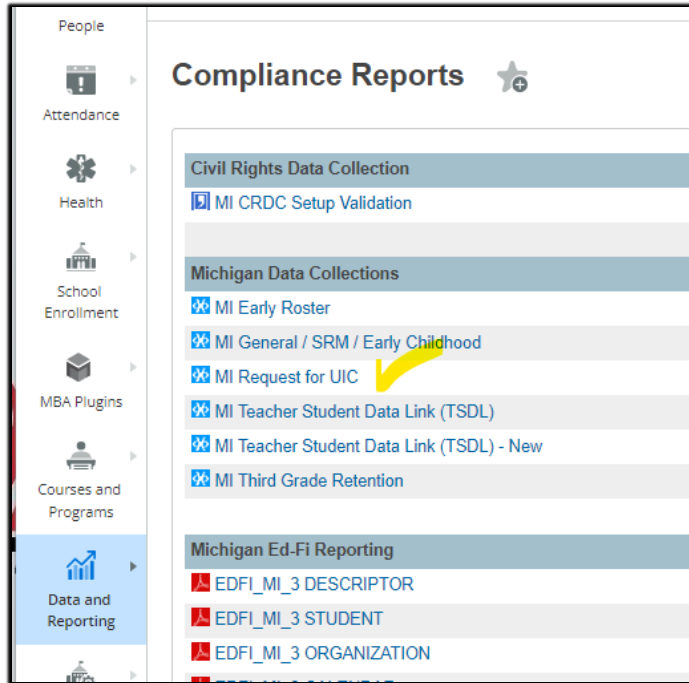 People
Attendance
Health
School
Enrollment
MBA Plugins
Courses and
Programs
Data and
Reporting
Compliance Reports
Civil Rights Data Collection
MI CRDC Setup Validation
Michigan Data Collections
MI Early Roster
MI General / SRM / Early Childhood
MI Request for UIC
MI Teacher Student Data Link (TSDL)
MI Teacher Student Data Link (TSDL) - New
MI Third Grade Retention
Michigan Ed-Fi Reporting
EDFI_MI_3 DESCRIPTOR
EDFI_MI_3 STUDENT
EDFI_MI_3 ORGANIZATION